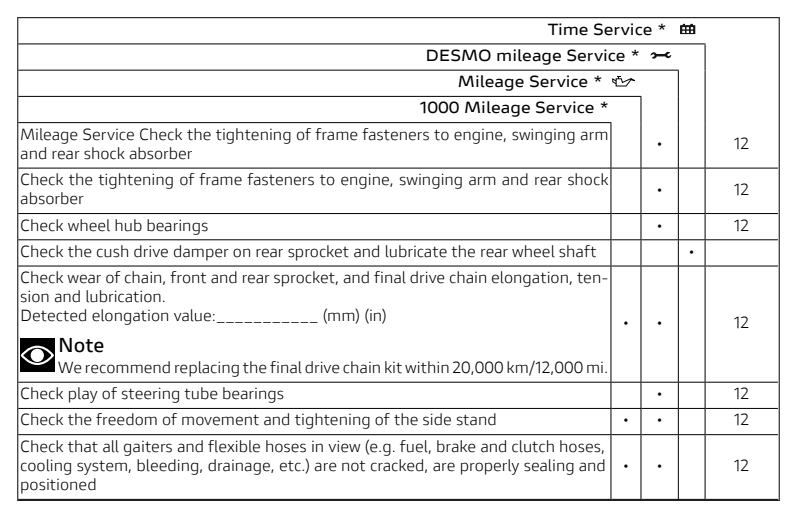 Time Service *
DESMO mileage Service *
Mileage Service *
1000 Mileage Service *
Mileage Service Check the tightening of frame fasteners to engine, swinging arm
and rear shock absorber • 12
Check the tightening of frame fasteners to engine, swinging arm and rear shock
absorber • 12
Check wheel hub bearings • 12
Check the cush drive damper on rear sprocket and lubricate the rear wheel shaft •
Check wear of chain, front and rear sprocket, and final drive chain elongation, ten-
sion and lubrication.
Detected elongation value:___________ (mm) (in) • • 12
Note
We recommend replacing the final drive chain kit within 20,000 km/12,000 mi.
Check play of steering tube bearings • 12
Check the freedom of movement and tightening of the side stand • • 12
Check that all gaiters and flexible hoses in view (e.g. fuel, brake and clutch hoses,
cooling system, bleeding, drainage, etc.) are not cracked, are properly sealing and • • 12
positioned